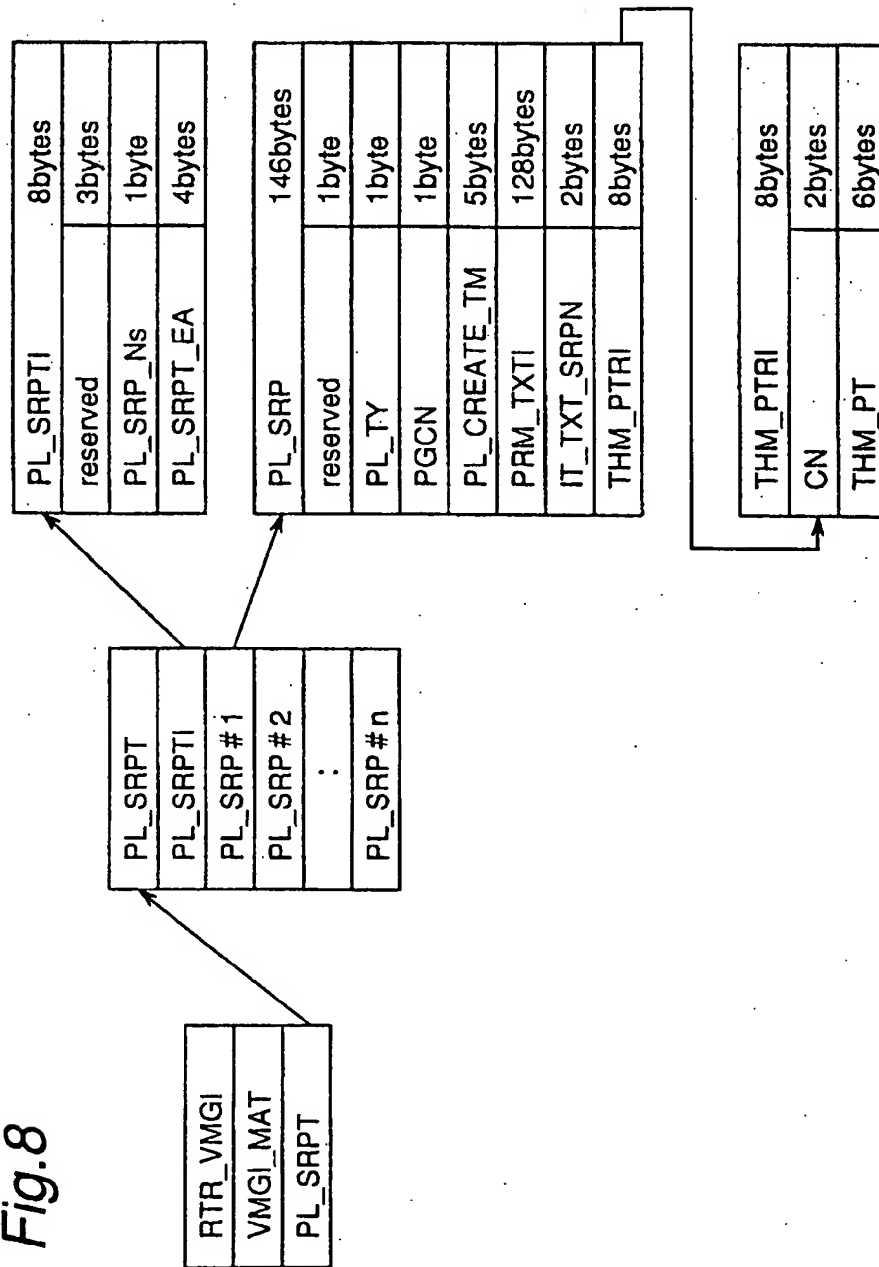 Fig.8
RTR_VMGI
VMGI_MAT
PL_SRPT
PL_SRPT
PL_SRPTI
PL_SRP#1
PL_SRP#2
:
PL_SRP#n
PL_SRPTI 8bytes
reserved 3bytes
PL_SRP_Ns 1byte
PL_SRPT_EA 4bytes
PL_SRP 146bytes
reserved 1byte
PL_TY 1byte
PGCN 1byte
PL_CREATE_TM 5bytes
PRM_TXTI 128bytes
IT_TXT_SRPN 2bytes
THM_PTRI 8bytes
THM_PTRI 8bytes
CN 2bytes
THM_PT 6bytes